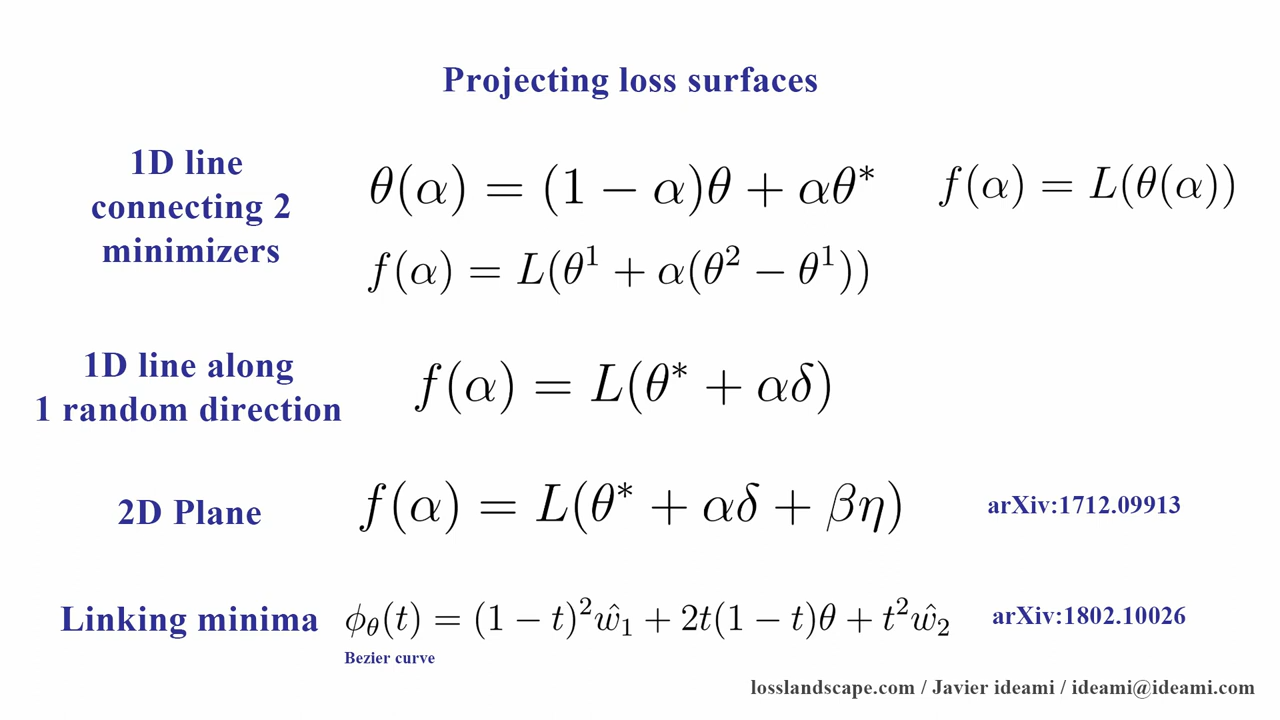 Projecting loss surfaces
1D line
connecting 2
minimizers
θ(α) = (1 − α)θ + αθ*
f(α) = L(θ(α))
f(α) = L(θ¹ + α(θ² − θ¹))
1D line along
1 random direction
f(α) = L(θ* + αδ)
2D Plane
f(α) = L(θ* + αδ + βη)
arXiv:1712.09913
Linking minima
ϕ_θ(t) = (1 − t)²ŵ₁ + 2t(1 − t)θ + t²ŵ₂
arXiv:1802.10026
Bezier curve
losslandscape.com / Javier ideami / ideami@ideami.com